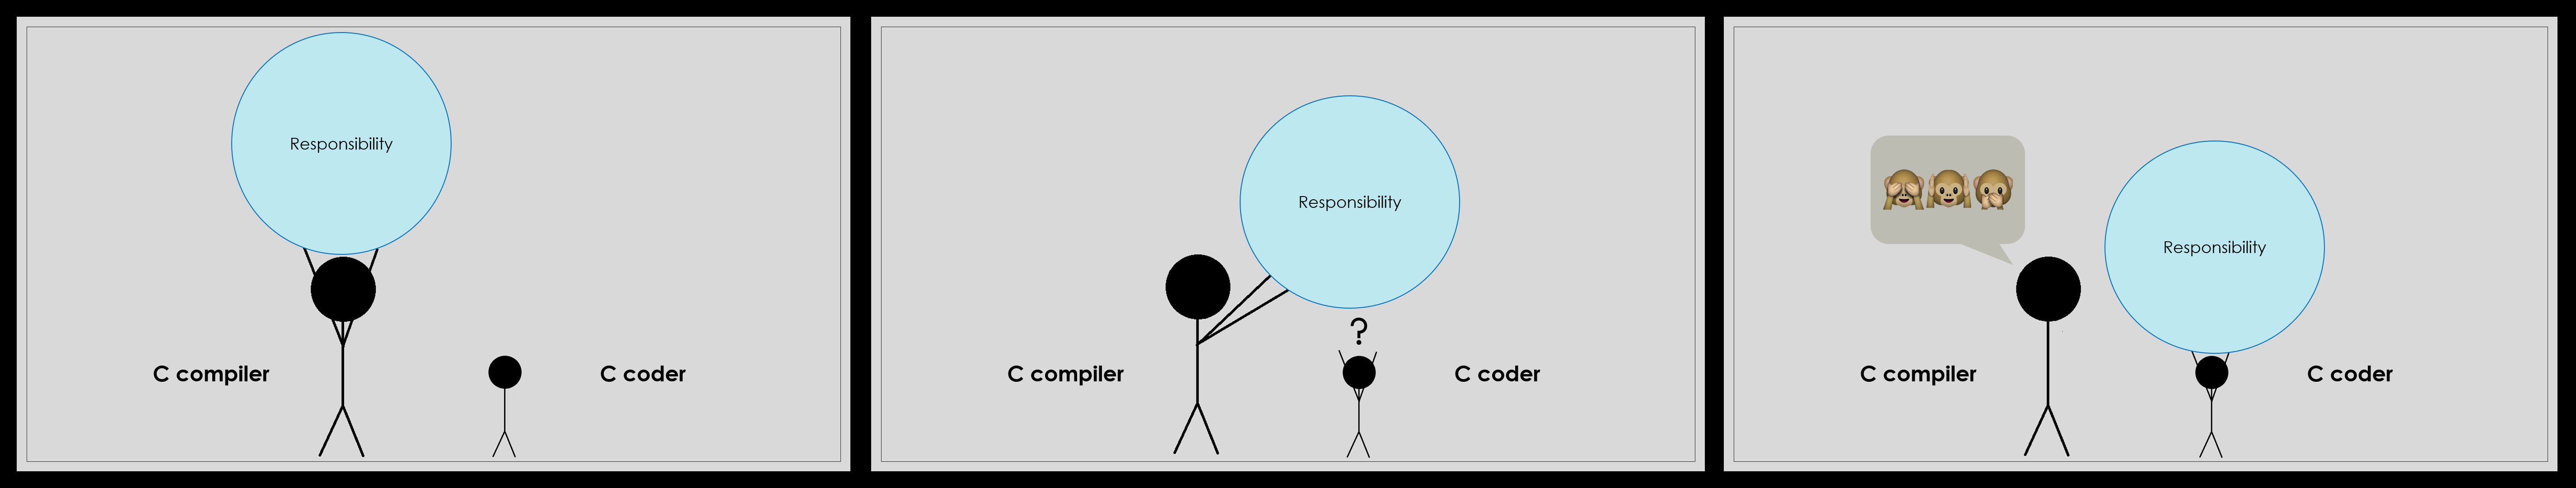 Responsibility
C compiler
C coder
Responsibility
?
C compiler
C coder
Responsibility
C compiler
C coder